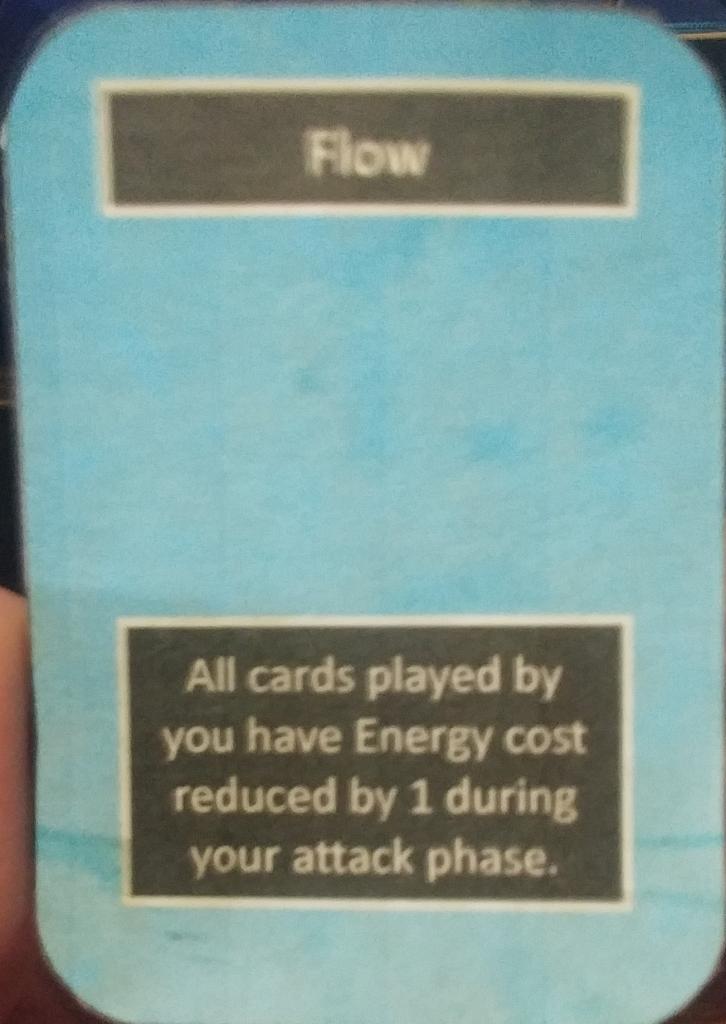 Flow
All cards played by
you have Energy cost
reduced by 1 during
your attack phase.